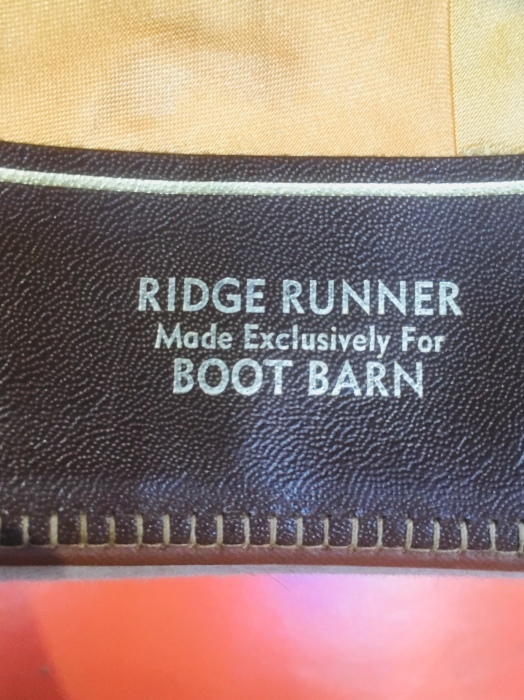 RIDGE RUNNER
Made Exclusively For
BOOT BARN